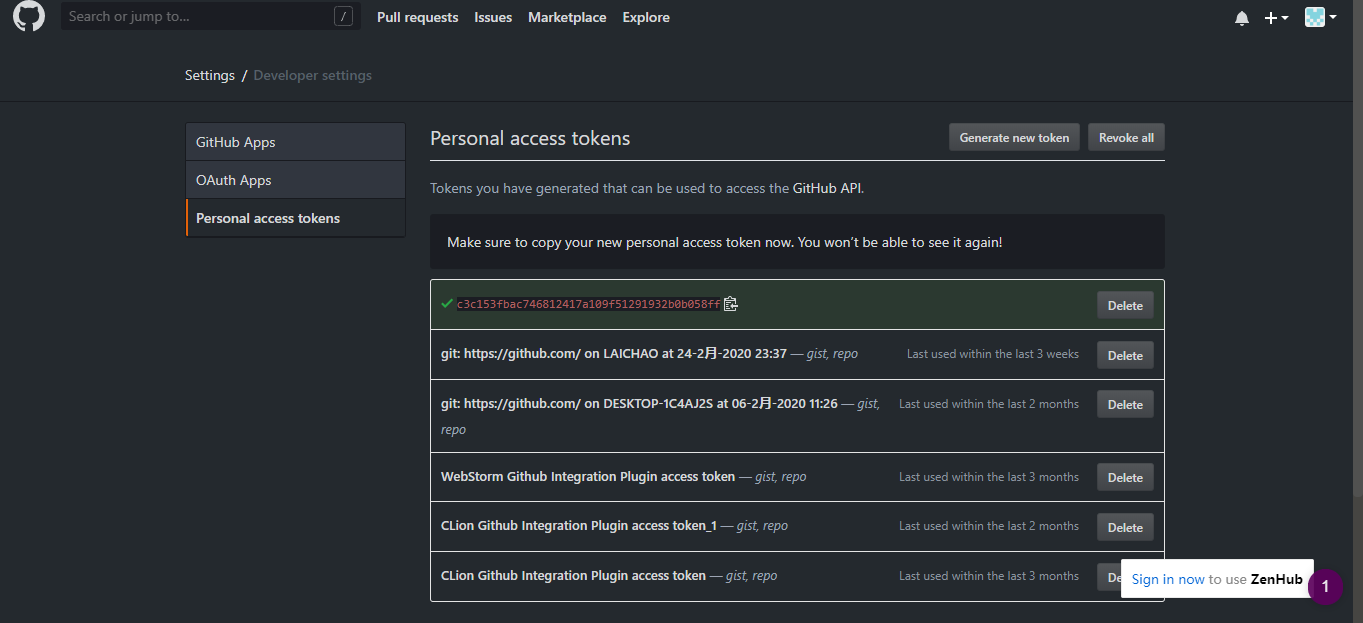 Search or jump to...
/
Pull requests
Issues
Marketplace
Explore
Settings / Developer settings
GitHub Apps
OAuth Apps
Personal access tokens
Personal access tokens
Generate new token
Revoke all
Tokens you have generated that can be used to access the GitHub API.
Make sure to copy your new personal access token now. You won’t be able to see it again!
c3c153fbac746812417a109f51291932b0b058ff
Delete
git: https://github.com/ on LAICHAO at 24-2月-2020 23:37 — gist, repo
Last used within the last 3 weeks
Delete
git: https://github.com/ on DESKTOP-1C4AJ2S at 06-2月-2020 11:26 — gist,
repo
Last used within the last 2 months
Delete
WebStorm Github Integration Plugin access token — gist, repo
Last used within the last 3 months
Delete
CLion Github Integration Plugin access token_1 — gist, repo
Last used within the last 2 months
Delete
CLion Github Integration Plugin access token — gist, repo
Last used within the last 3 months
De
Sign in now to use ZenHub
1